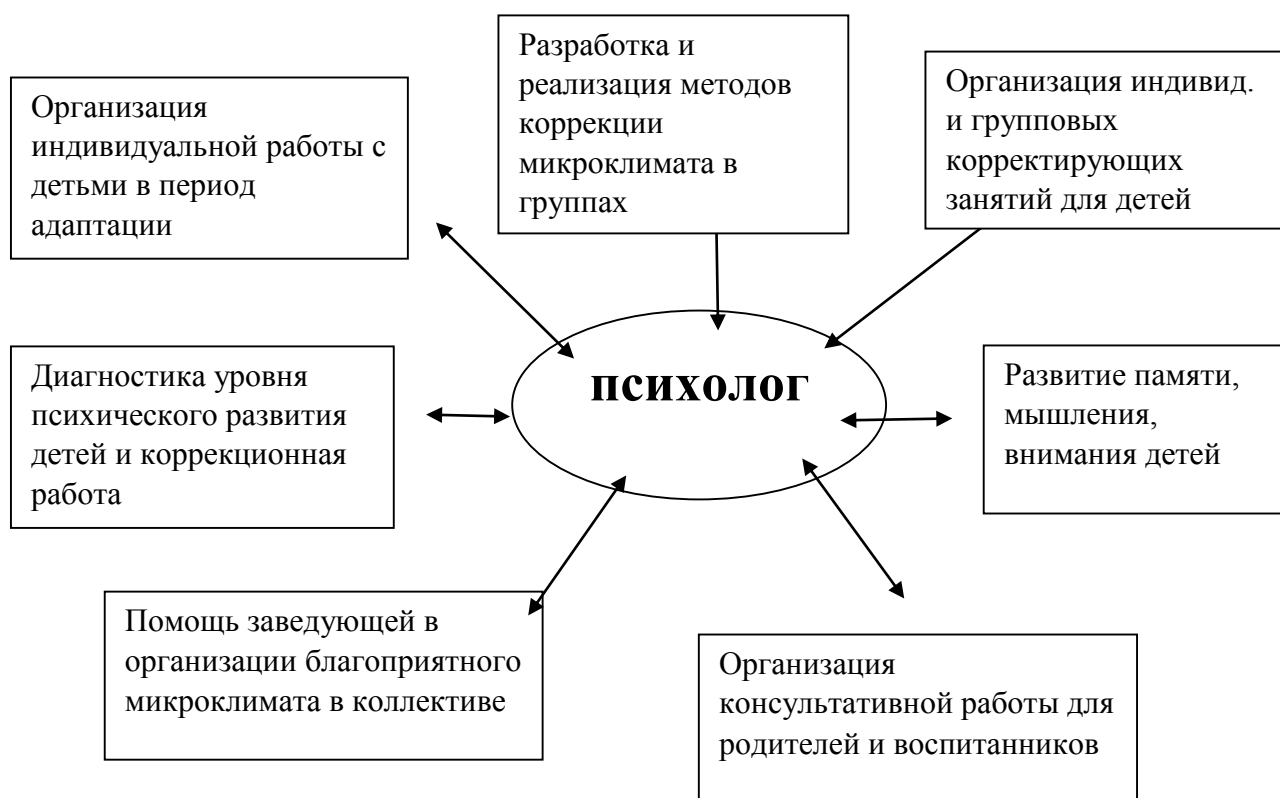 Разработка и
реализация методов
коррекции
микроклимата в
группах
Организация индивид.
и групповых
корректирующих
занятий для детей
Организация
индивидуальной работы с
детьми в период
адаптации
психолог
Диагностика уровня
психического развития
детей и коррекционная
работа
Развитие памяти,
мышления,
внимания детей
Помощь заведующей в
организации благоприятного
микроклимата в коллективе
Организация
консультативной работы для
родителей и воспитанников